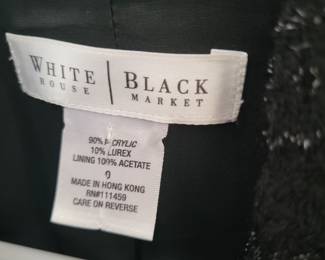 WHITE | BLACK
HOUSE | MARKET
90% ACRYLIC
10% LUREX
LINING 100% ACETATE
0
MADE IN HONG KONG
RN#111459
CARE ON REVERSE